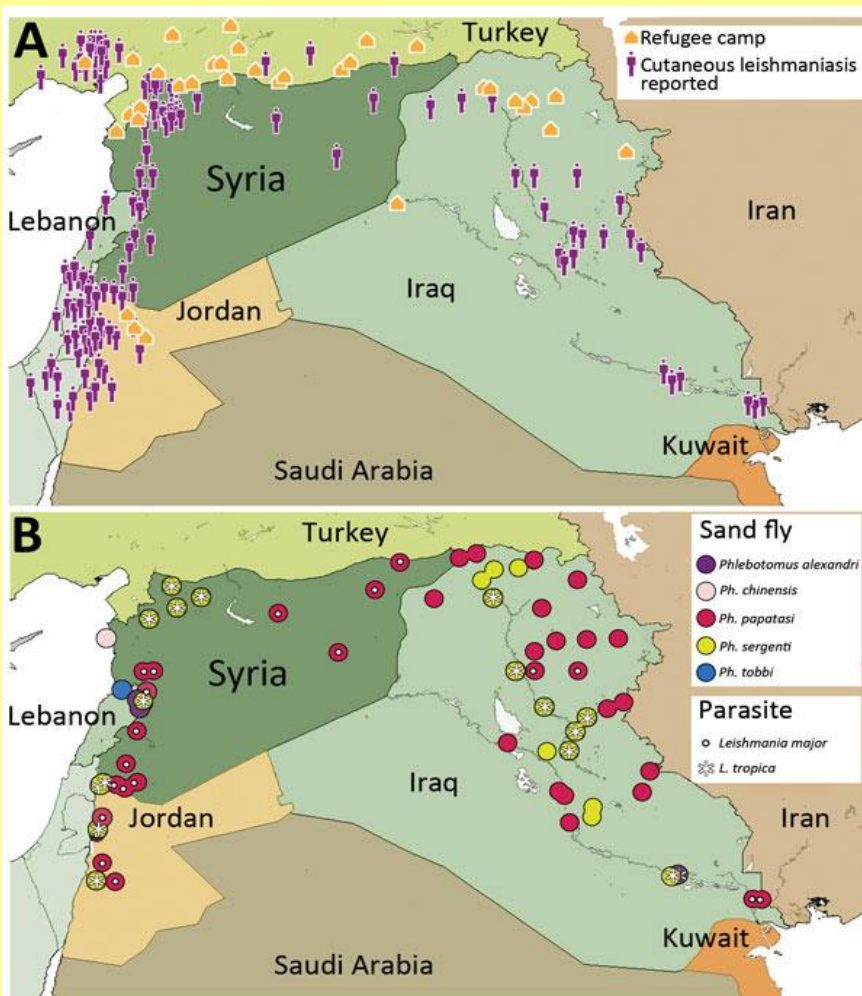 A
Turkey
Refugee camp
Cutaneous leishmaniasis
reported
Syria
Lebanon
Iran
Iraq
Jordan
Kuwait
Saudi Arabia
B
Turkey
Sand fly
Phlebotomus alexandri
Ph. chinensis
Ph. papatasi
Ph. sergenti
Ph. tobbi
Syria
Lebanon
Parasite
Leishmania major
L. tropica
Iraq
Jordan
Iran
Kuwait
Saudi Arabia